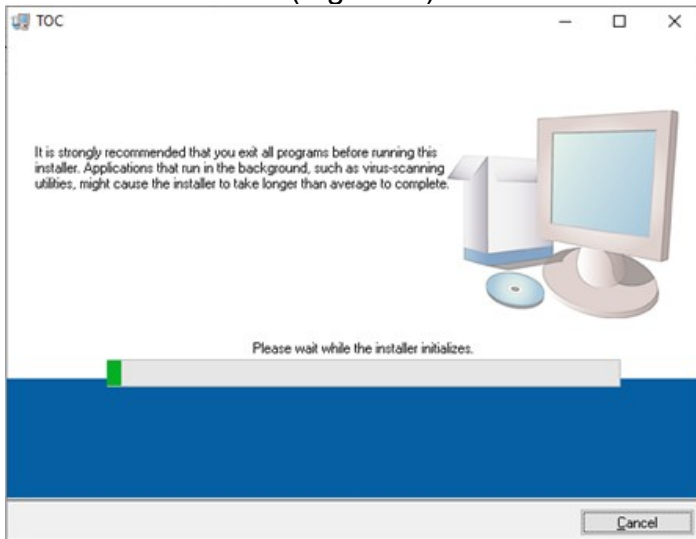 TOC
It is strongly recommended that you exit all programs before running this
installer. Applications that run in the background, such as virus-scanning
utilities, might cause the installer to take longer than average to complete.
Please wait while the installer initializes.
Cancel